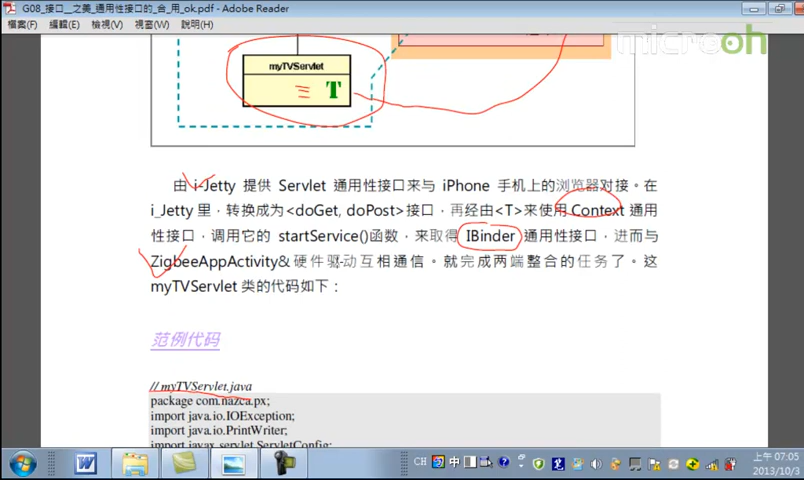 G08_接口__之美_通用性接口的_合_用_ok.pdf - Adobe Reader
檔案(F) 編輯(E) 檢視(V) 視窗(W) 說明(H)
microoh
myTVServlet
T
由 i-Jetty 提供 Servlet 通用性接口来与 iPhone 手机上的浏览器对接。在
i_Jetty 里，转换成为<doGet, doPost>接口，再经由<T>来使用 Context 通用
性接口，调用它的 startService()函数，来取得 IBinder 通用性接口，进而与
ZigbeeAppActivity&硬件驱动互相通信。就完成两端整合的任务了。这
myTVServlet 类的代码如下：
范例代码
// myTVServlet.java
package com.nazca.px;
import java.io.IOException;
import java.io.PrintWriter;
import javax.servlet.ServletConfig;
CH 中
上午 07:05
2013/10/3